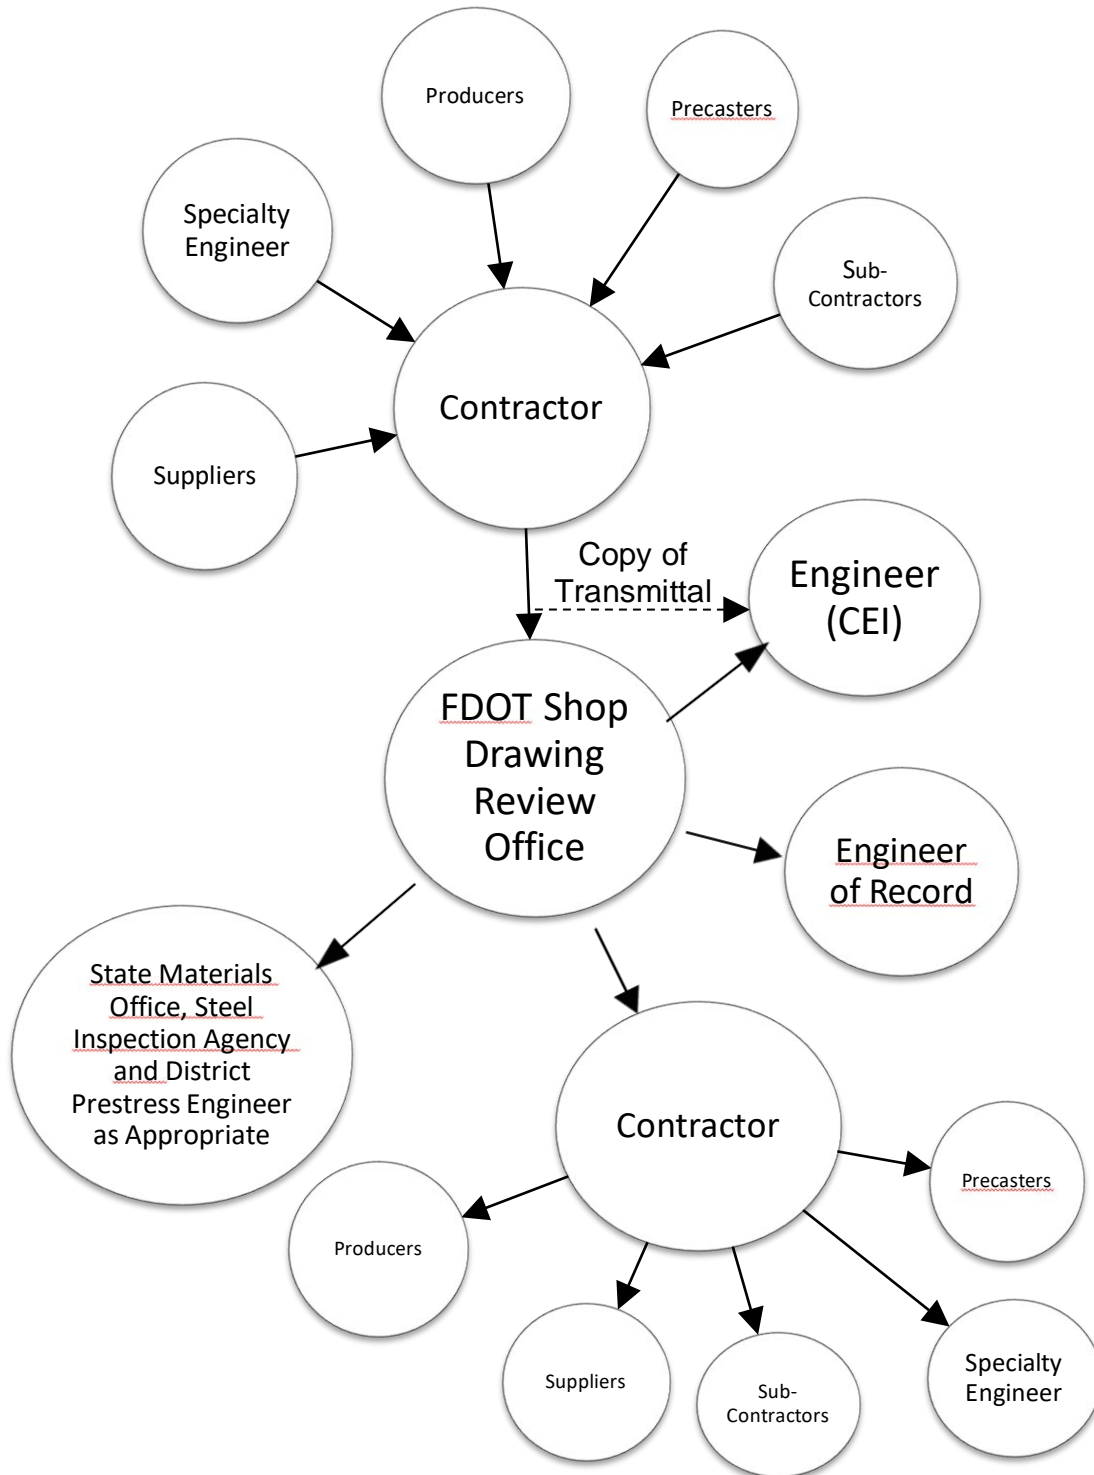 Producers
Precasters
Specialty
Engineer
Sub-
Contractors
Contractor
Suppliers
Copy of
Transmittal
Engineer
(CEI)
FDOT Shop
Drawing
Review
Office
Engineer
of Record
State Materials
Office, Steel
Inspection Agency
and District
Prestress Engineer
as Appropriate
Contractor
Precasters
Producers
Suppliers
Sub-
Contractors
Specialty
Engineer